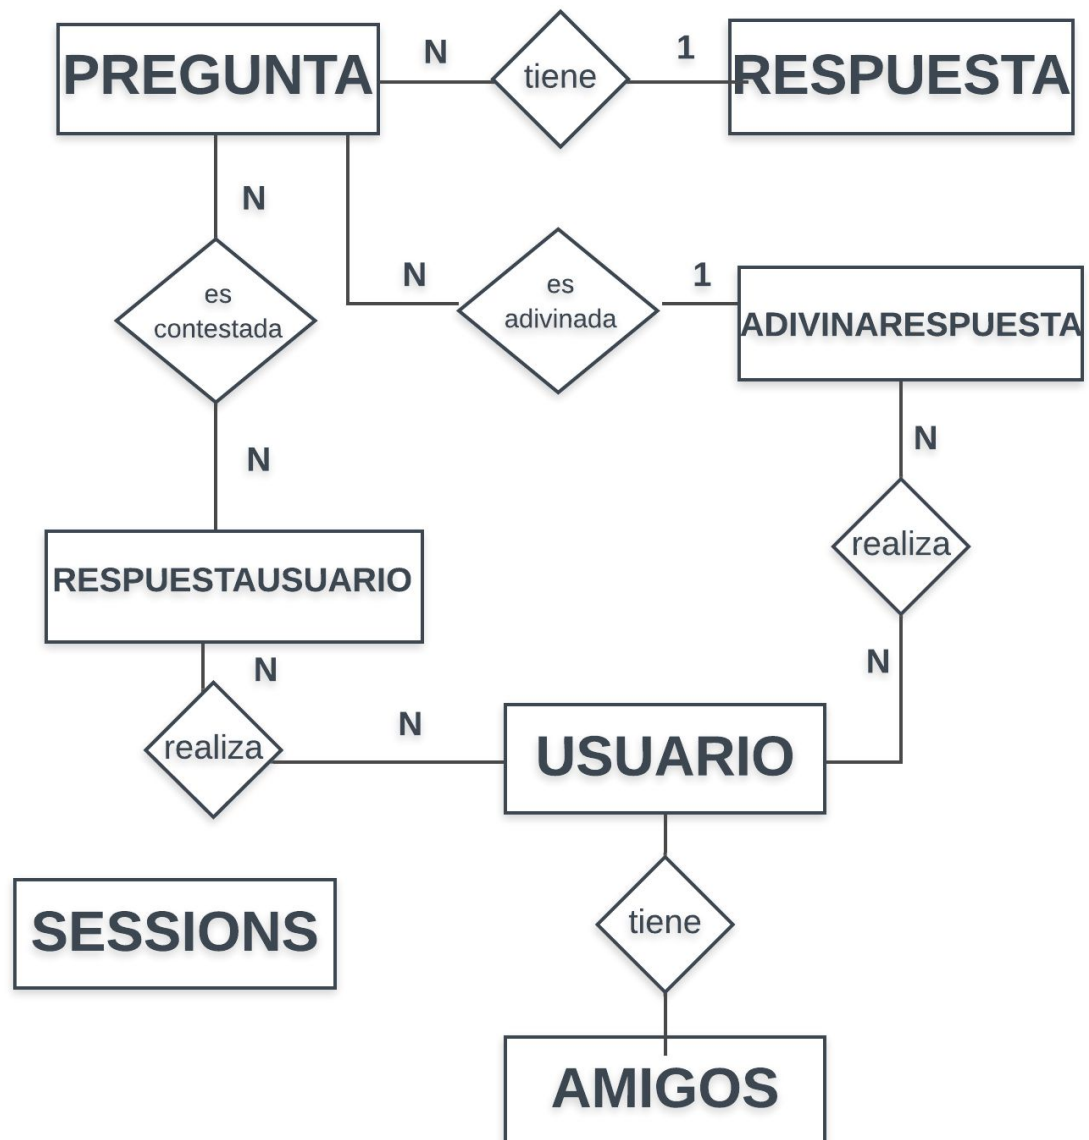 PREGUNTA
N
tiene
1
RESPUESTA
N
es
contestada
N
es
adivinada
1
ADIVINARESPUESTA
N
N
realiza
RESPUESTAUSUARIO
N
N
realiza
N
USUARIO
SESSIONS
tiene
AMIGOS